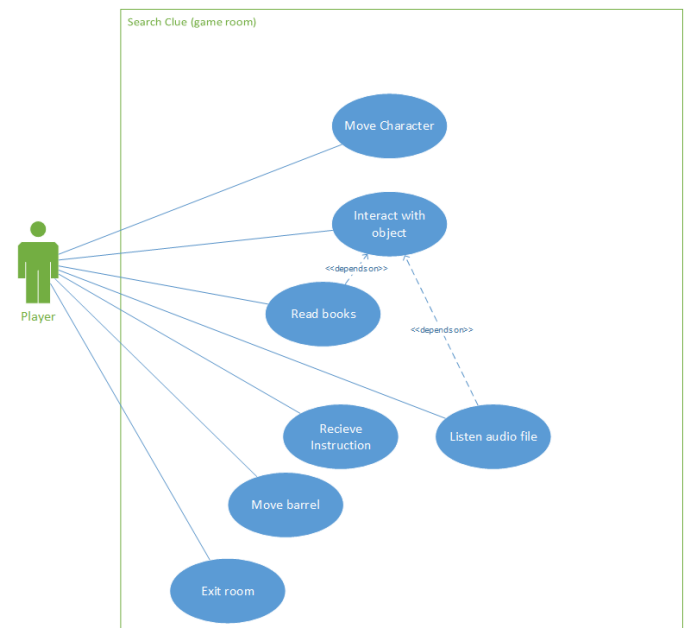 Search Clue (game room)
Move Character
Interact with
object
<<depends on>>
Read books
Player
<<depends on>>
Recieve
Instruction
Listen audio file
Move barrel
Exit room